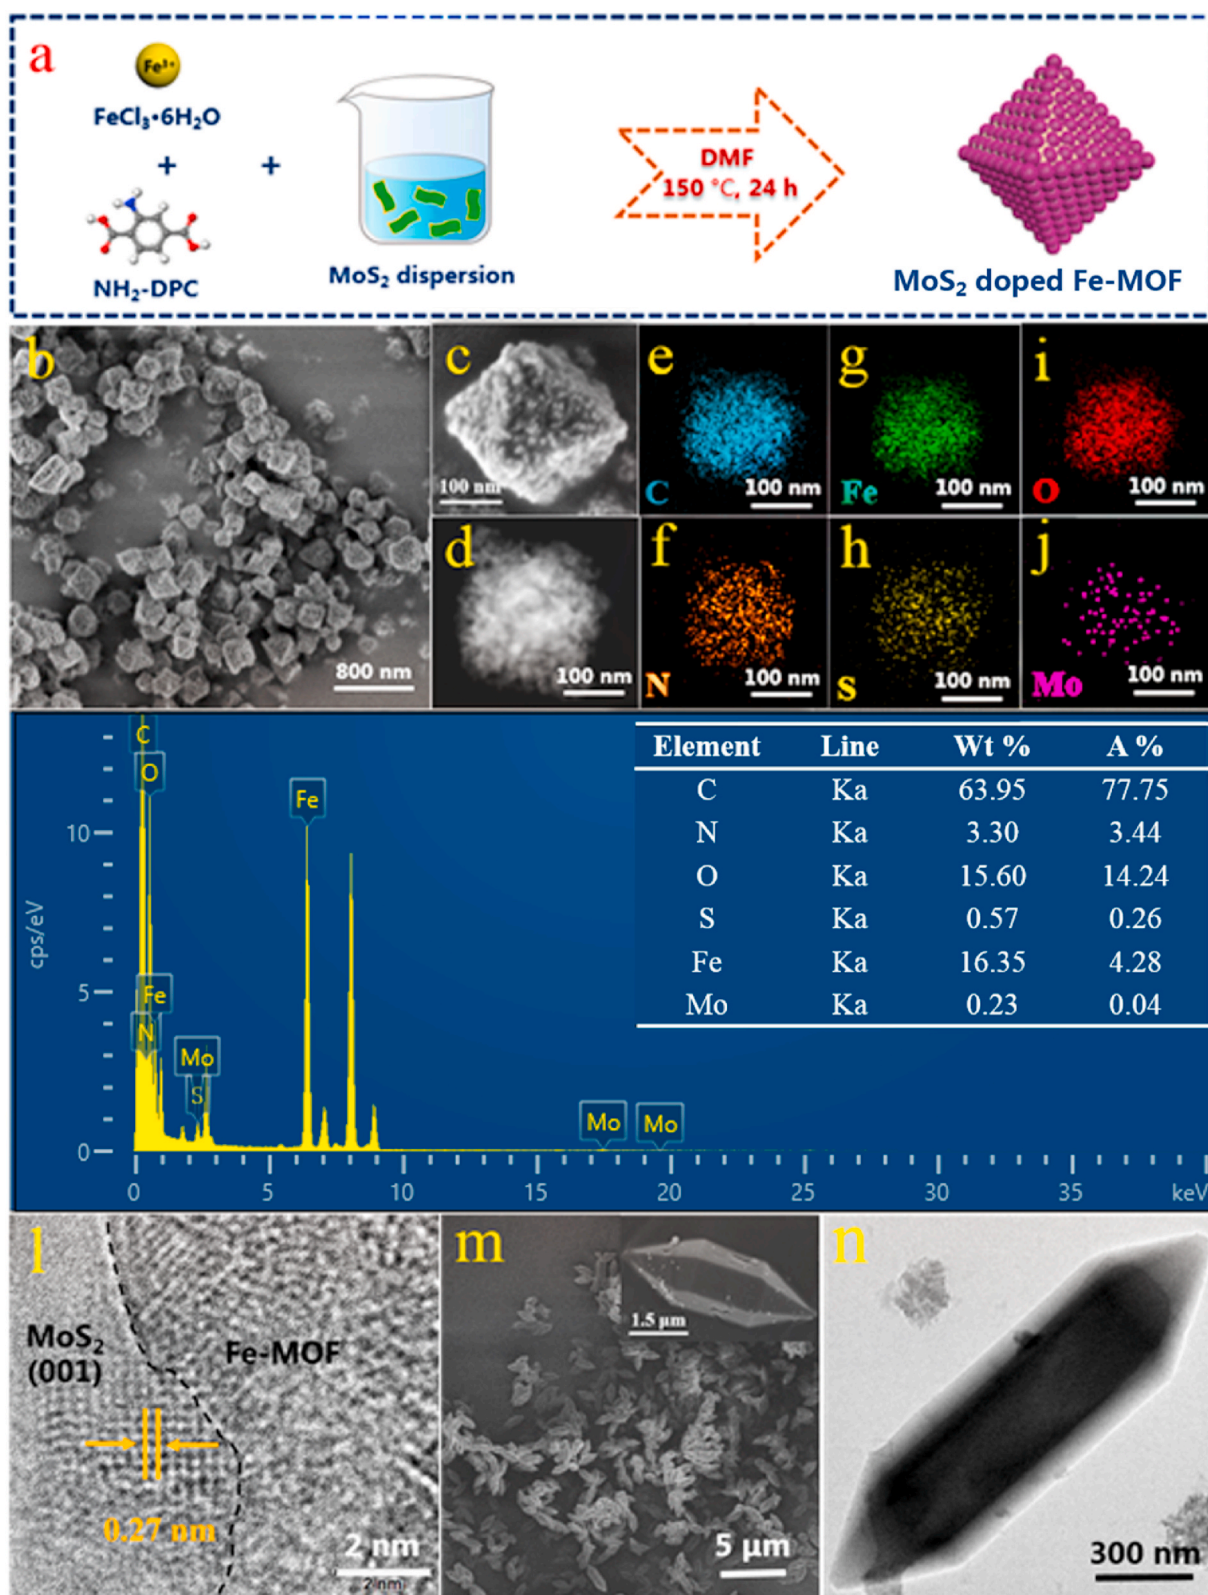 a
Fe³⁺
FeCl₃•6H₂O
+ +
NH₂-DPC
MoS₂ dispersion
DMF
150 °C, 24 h
MoS₂ doped Fe-MOF
b
800 nm
c
100 nm
d
100 nm
e
C
100 nm
f
N
100 nm
g
Fe
100 nm
h
S
100 nm
i
O
100 nm
j
Mo
100 nm
C
O
Fe
Fe
N
Mo
S
Mo
Mo
cps/eV
10
5
0
0 5 10 15 20 25 30 35 keV
Element Line Wt % A %
C Ka 63.95 77.75
N Ka 3.30 3.44
O Ka 15.60 14.24
S Ka 0.57 0.26
Fe Ka 16.35 4.28
Mo Ka 0.23 0.04
l
MoS₂
(001)
Fe-MOF
0.27 nm
2 nm
2 nm
m
1.5 μm
5 μm
n
300 nm